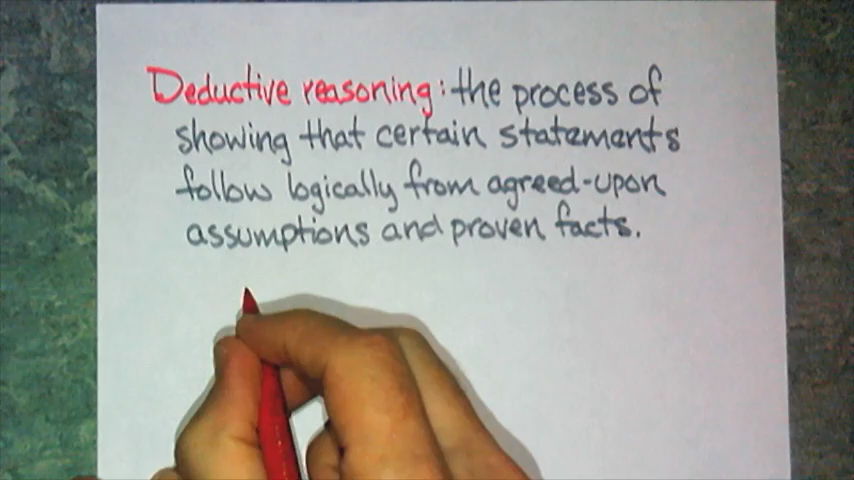 Deductive reasoning: the process of
showing that certain statements
follow logically from agreed-upon
assumptions and proven facts.